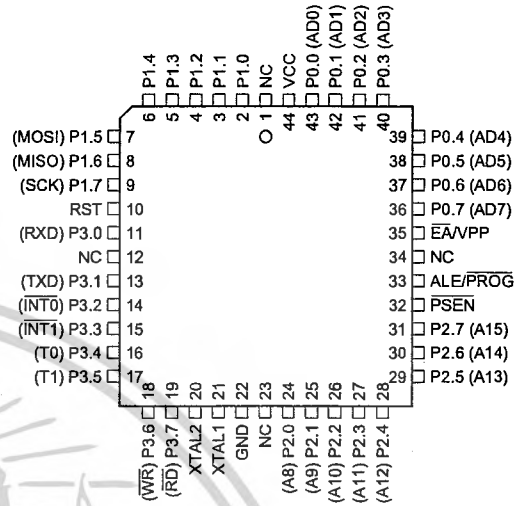 P1.4
P1.3
P1.2
P1.1
P1.0
NC
VCC
P0.0 (AD0)
P0.1 (AD1)
P0.2 (AD2)
P0.3 (AD3)
6 5 4 3 2 1 44 43 42 41 40
(MOSI) P1.5 7
(MISO) P1.6 8
(SCK) P1.7 9
RST 10
(RXD) P3.0 11
NC 12
(TXD) P3.1 13
(I̅N̅T̅0̅) P3.2 14
(I̅N̅T̅1̅) P3.3 15
(T0) P3.4 16
(T1) P3.5 17
39 P0.4 (AD4)
38 P0.5 (AD5)
37 P0.6 (AD6)
36 P0.7 (AD7)
35 E̅A̅/VPP
34 NC
33 ALE/P̅R̅O̅G̅
32 P̅S̅E̅N̅
31 P2.7 (A15)
30 P2.6 (A14)
29 P2.5 (A13)
18 19 20 21 22 23 24 25 26 27 28
(W̅R̅) P3.6
(R̅D̅) P3.7
XTAL2
XTAL1
GND
NC
(A8) P2.0
(A9) P2.1
(A10) P2.2
(A11) P2.3
(A12) P2.4